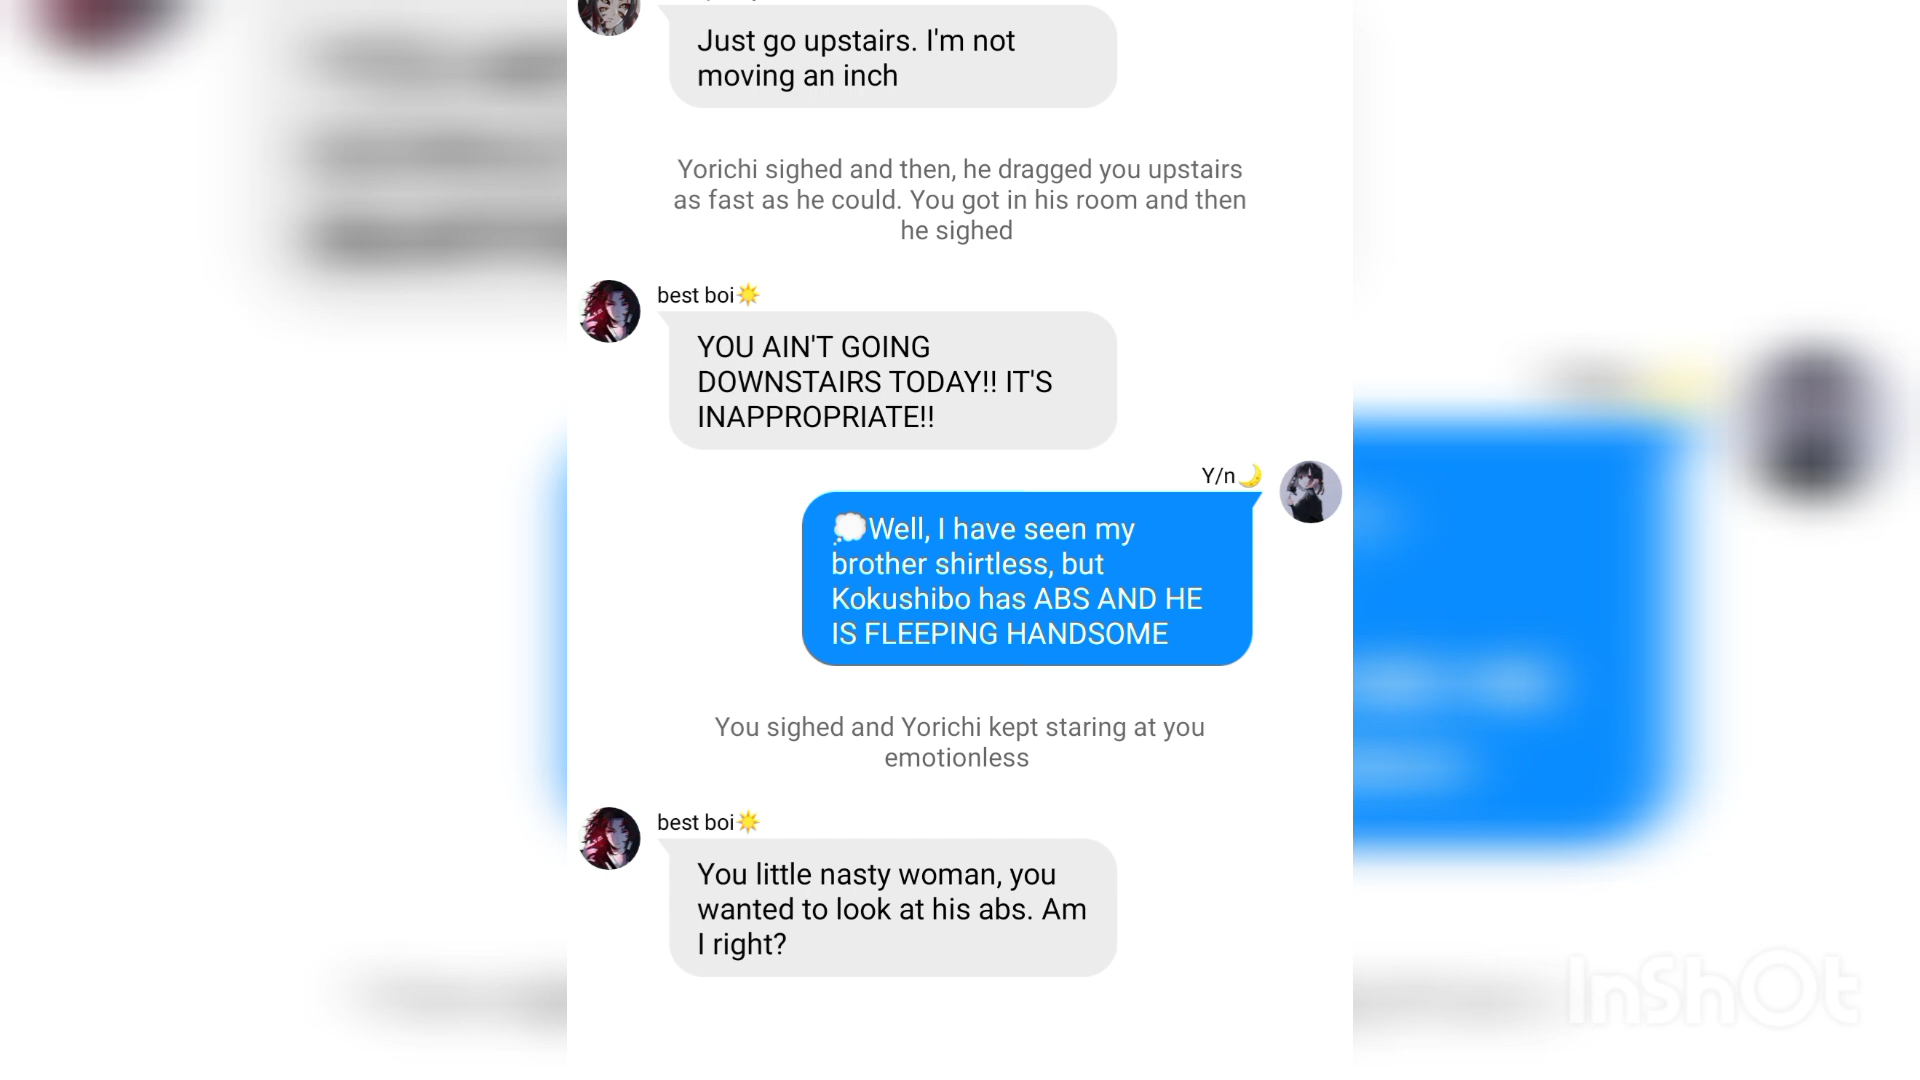 Just go upstairs. I'm not
moving an inch
Yorichi sighed and then, he dragged you upstairs
as fast as he could. You got in his room and then
he sighed
best boi☀️
YOU AIN'T GOING
DOWNSTAIRS TODAY!! IT'S
INAPPROPRIATE!!
Y/n🌙
💭Well, I have seen my
brother shirtless, but
Kokushibo has ABS AND HE
IS FLEEPING HANDSOME
You sighed and Yorichi kept staring at you
emotionless
best boi☀️
You little nasty woman, you
wanted to look at his abs. Am
I right?
InShOt